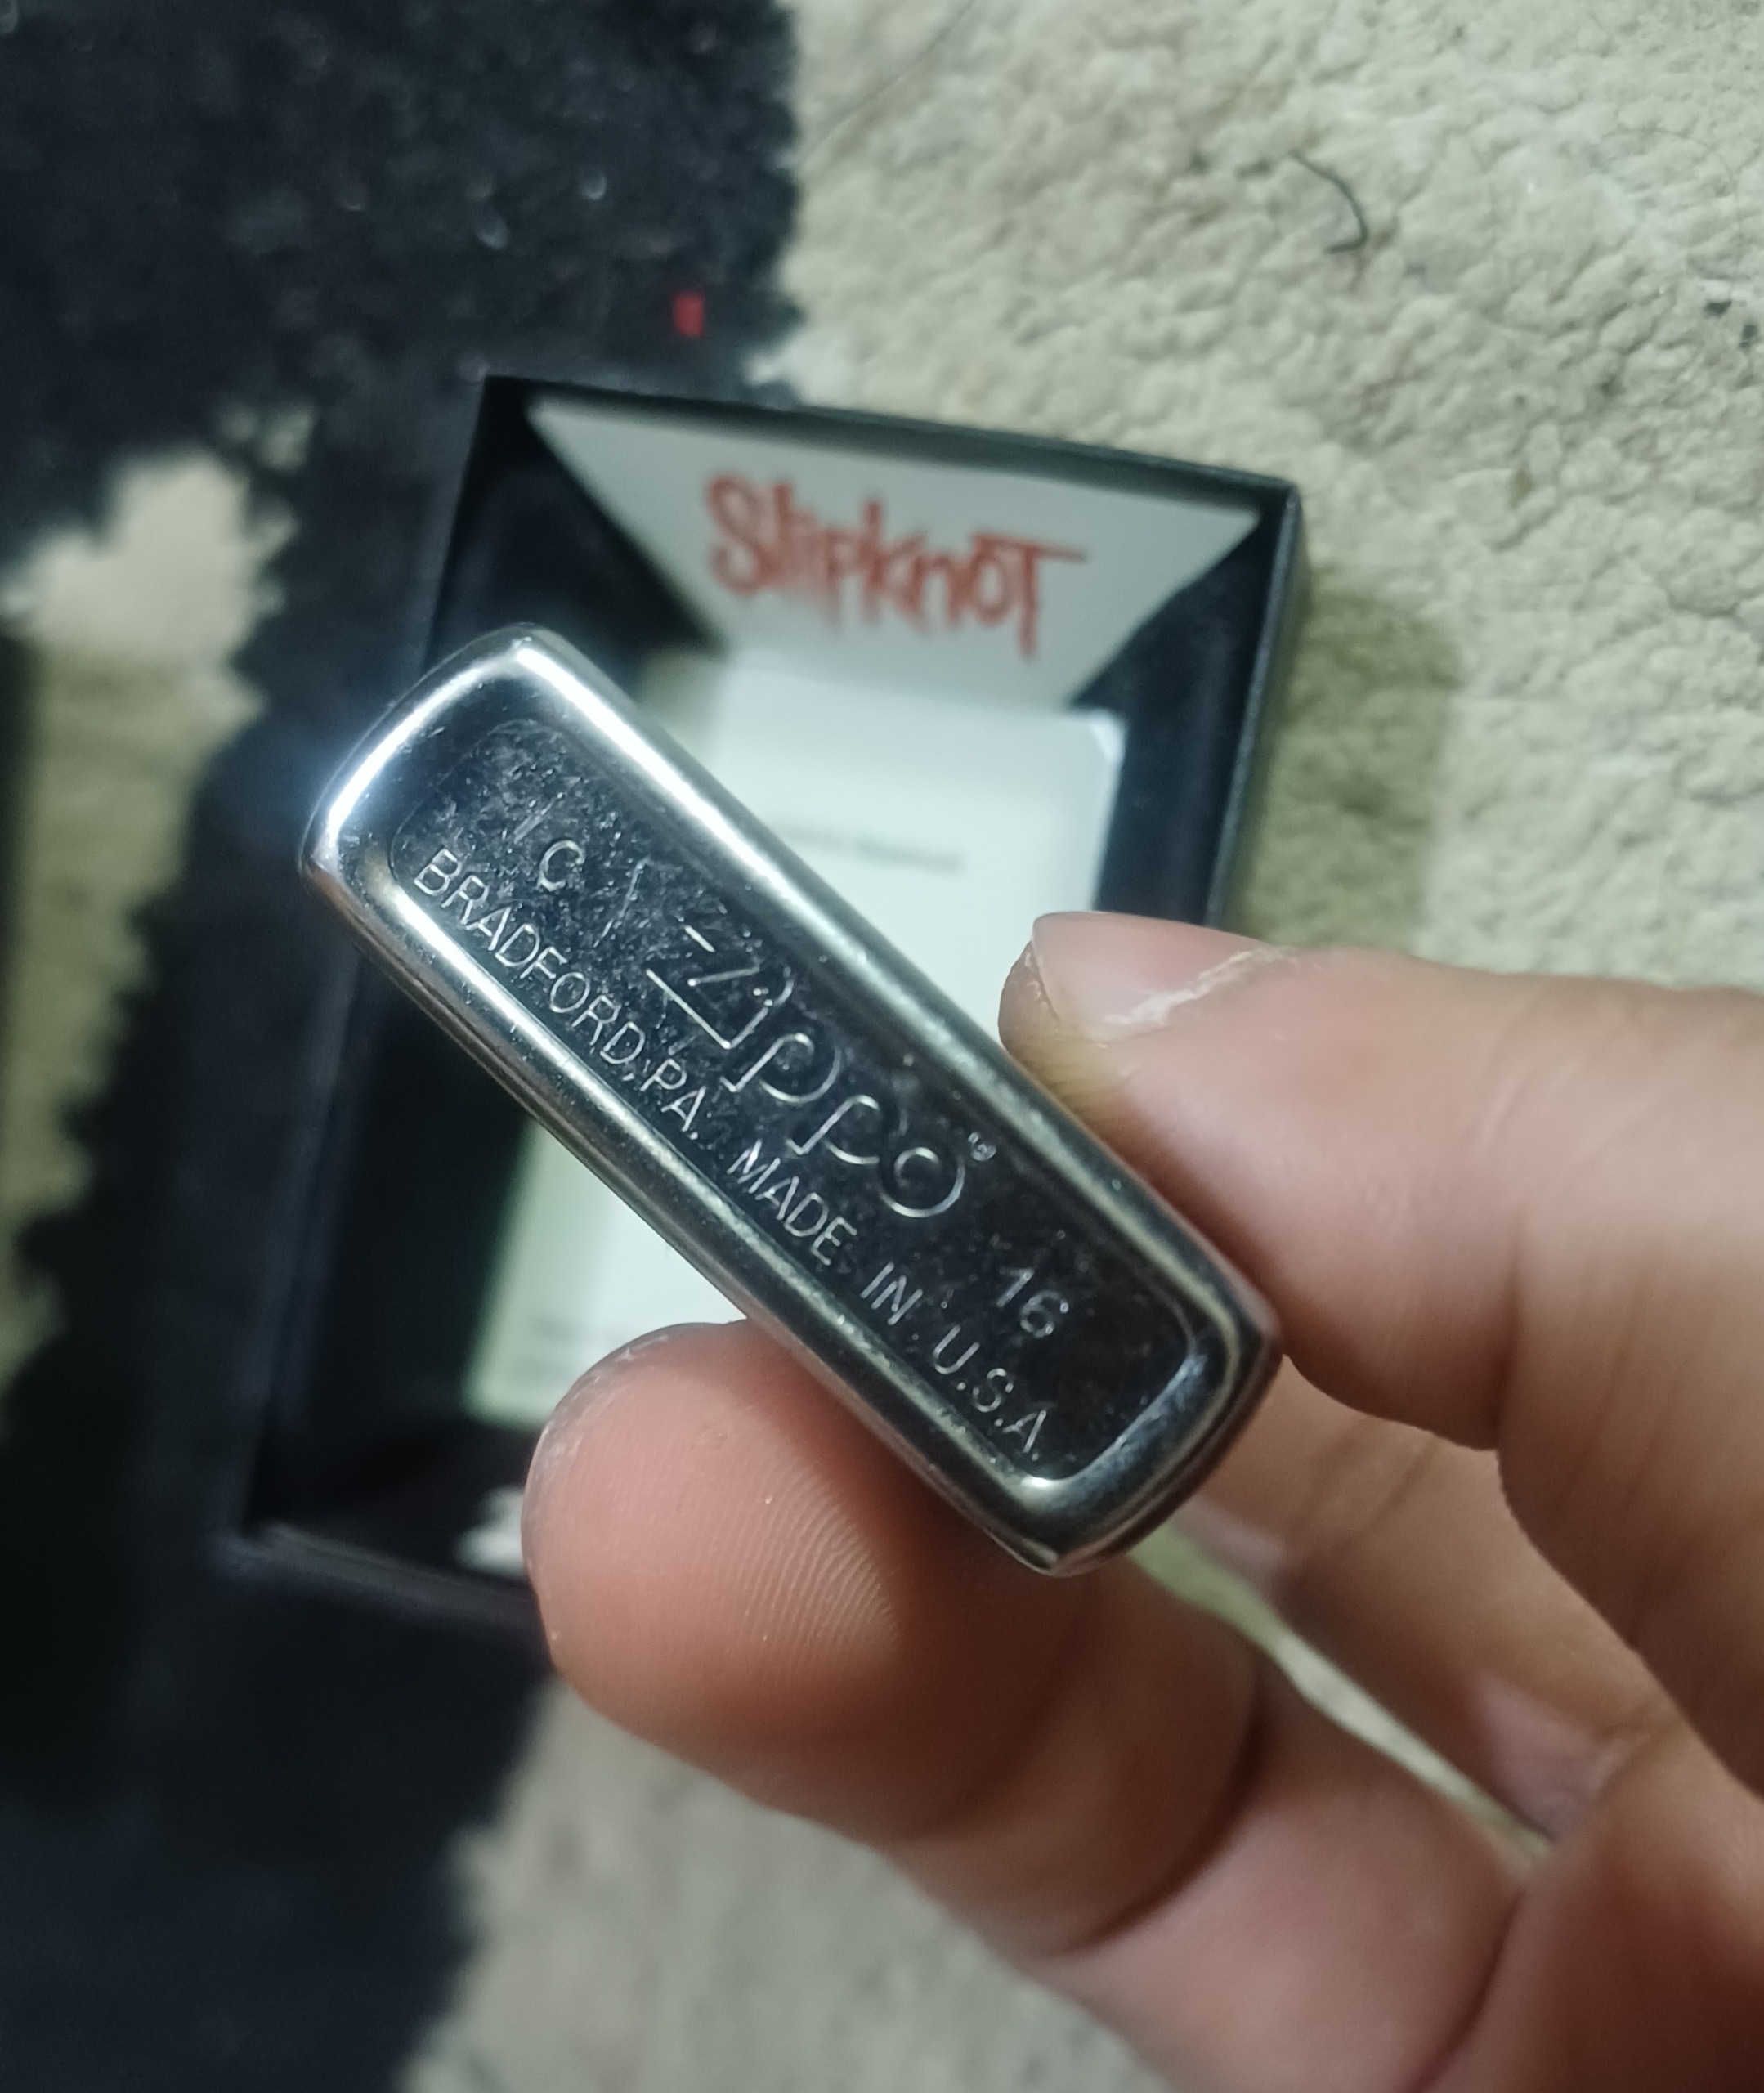 Slipknot
C Zippo 16
BRADFORD, PA. MADE IN U.S.A.